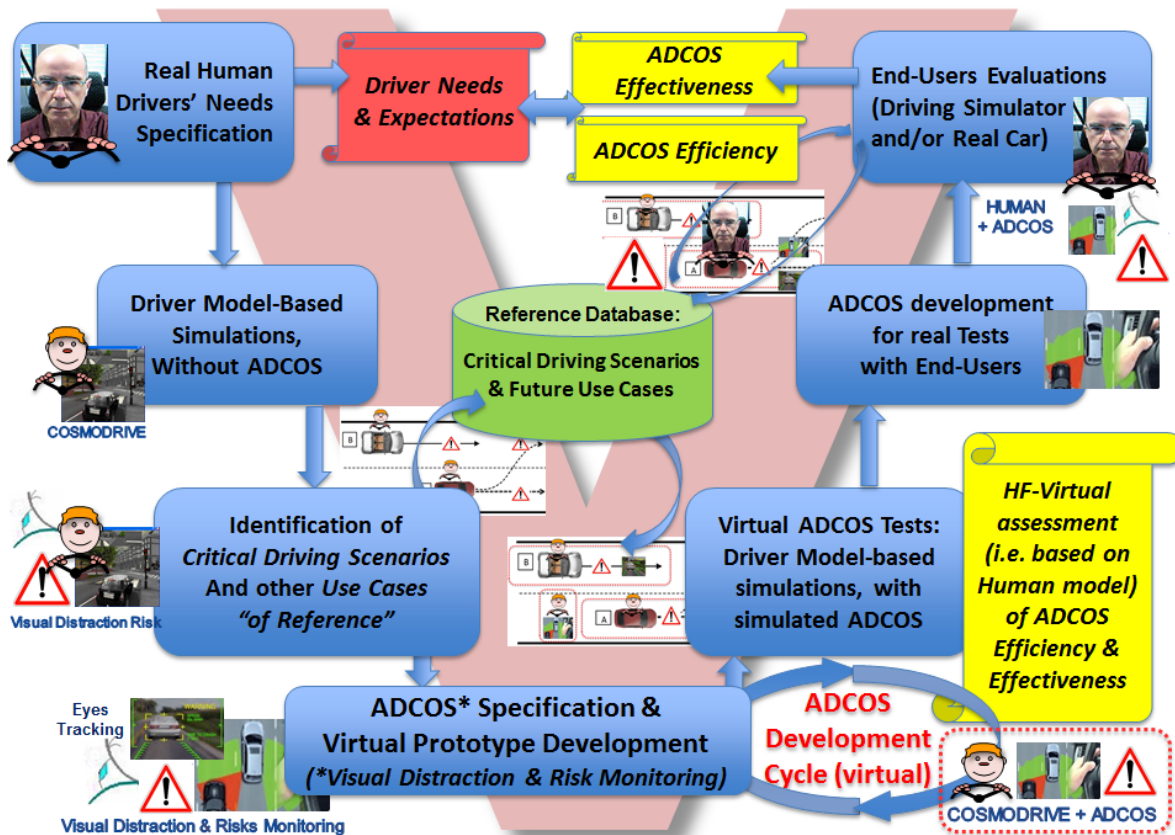 Real Human
Drivers’ Needs
Specification
Driver Needs
& Expectations
ADCOS
Effectiveness
ADCOS Efficiency
End-Users Evaluations
(Driving Simulator
and/or Real Car)
HUMAN
+ ADCOS
B
A
Driver Model-Based
Simulations,
Without ADCOS
COSMODRIVE
Reference Database:
Critical Driving Scenarios
& Future Use Cases
ADCOS development
for real Tests
with End-Users
B
Identification of
Critical Driving Scenarios
And other Use Cases
“of Reference”
Visual Distraction Risk
B
A
Virtual ADCOS Tests:
Driver Model-based
simulations, with
simulated ADCOS
HF-Virtual
assessment
(i.e. based on
Human model)
of ADCOS
Efficiency &
Effectiveness
Eyes
Tracking
WARNING
Visual Distraction & Risks Monitoring
ADCOS* Specification &
Virtual Prototype Development
(*Visual Distraction & Risk Monitoring)
ADCOS
Development
Cycle (virtual)
COSMODRIVE + ADCOS